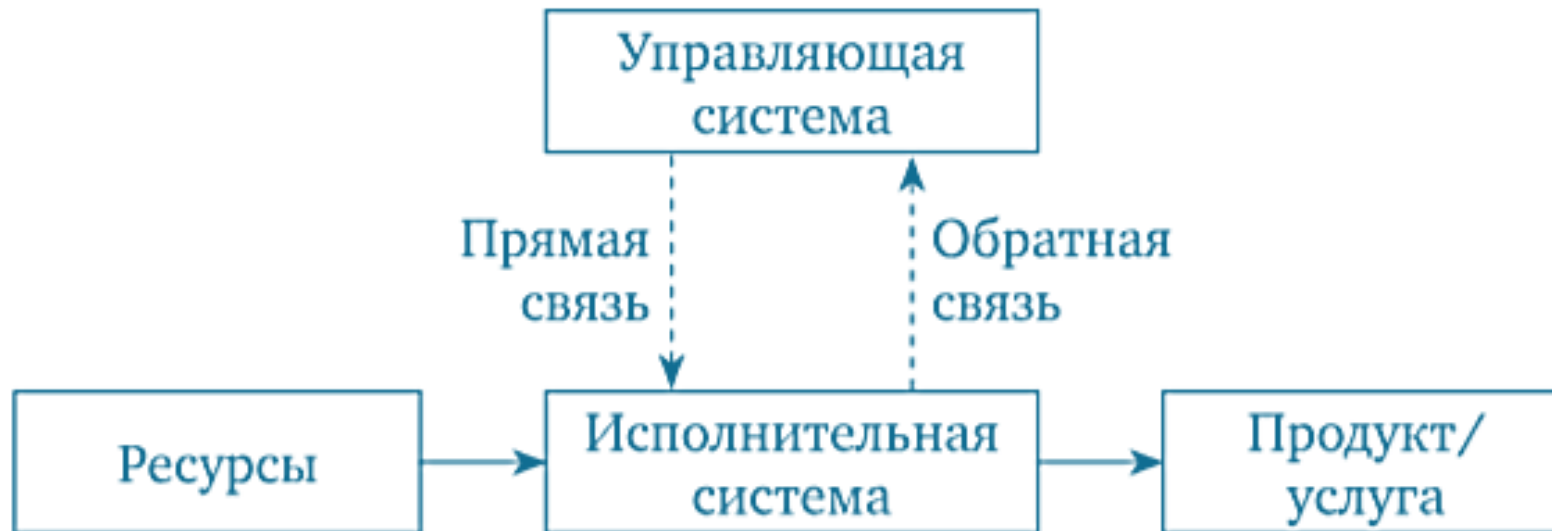 Управляющая
система
Прямая
связь
Обратная
связь
Ресурсы
Исполнительная
система
Продукт/
услуга